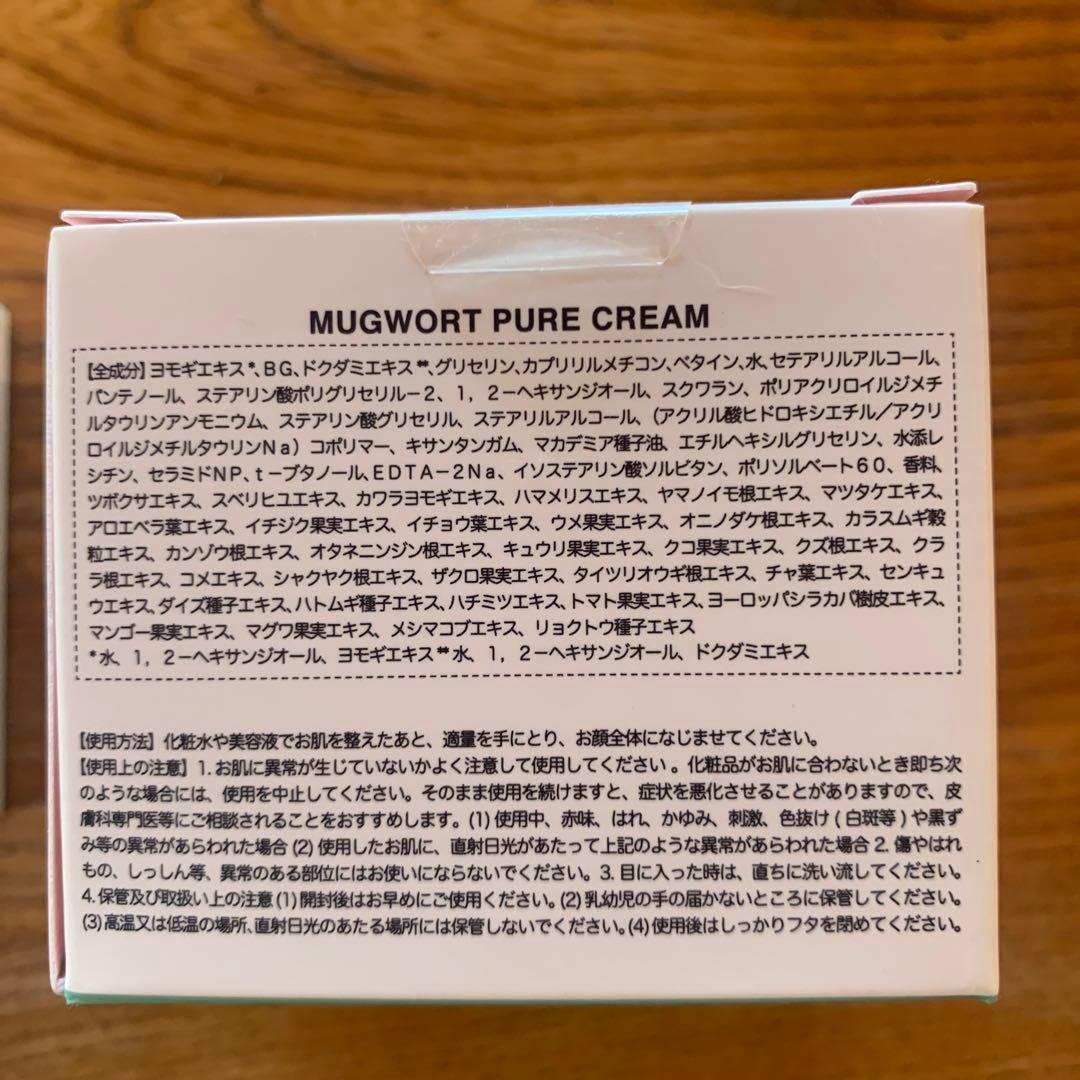 MUGWORT PURE CREAM
【全成分】ヨモギエキス*、BG、ドクダミエキス**、グリセリン、カプリリルメチコン、ベタイン、水、セテアリルアルコール、
パンテノール、ステアリン酸ポリグリセリル－2、1，2－ヘキサンジオール、スクワラン、ポリアクリロイルジメチ
ルタウリンアンモニウム、ステアリン酸グリセリル、ステアリルアルコール、（アクリル酸ヒドロキシエチル／アクリ
ロイルジメチルタウリンNa）コポリマー、キサンタンガム、マカデミア種子油、エチルヘキシルグリセリン、水添レ
シチン、セラミドNP、t－ブタノール、EDTA－2Na、イソステアリン酸ソルビタン、ポリソルベート60、香料、
ツボクサエキス、スベリヒユエキス、カワラヨモギエキス、ハマメリスエキス、ヤマノイモ根エキス、マツタケエキス、
アロエベラ葉エキス、イチジク果実エキス、イチョウ葉エキス、ウメ果実エキス、オニノダケ根エキス、カラスムギ穀
粒エキス、カンゾウ根エキス、オタネニンジン根エキス、キュウリ果実エキス、クコ果実エキス、クズ根エキス、クラ
ラ根エキス、コメエキス、シャクヤク根エキス、ザクロ果実エキス、タイツリオウギ根エキス、チャ葉エキス、センキュ
ウエキス、ダイズ種子エキス、ハトムギ種子エキス、ハチミツエキス、トマト果実エキス、ヨーロッパシラカバ樹皮エキス、
マンゴー果実エキス、マグワ果実エキス、メシマコブエキス、リョクトウ種子エキス
*水、1，2－ヘキサンジオール、ヨモギエキス**水、1，2－ヘキサンジオール、ドクダミエキス
【使用方法】化粧水や美容液でお肌を整えたあと、適量を手にとり、お顔全体になじませてください。
【使用上の注意】1.お肌に異常が生じていないかよく注意して使用してください。化粧品がお肌に合わないとき即ち次
のような場合には、使用を中止してください。そのまま使用を続けますと、症状を悪化させることがありますので、皮
膚科専門医等にご相談されることをおすすめします。(1)使用中、赤味、はれ、かゆみ、刺激、色抜け(白斑等)や黒ず
み等の異常があらわれた場合(2)使用したお肌に、直射日光があたって上記のような異常があらわれた場合2.傷やはれ
もの、しっしん等、異常のある部位にはお使いにならないでください。3.目に入った時は、直ちに洗い流してください。
4.保管及び取扱い上の注意(1)開封後はお早めにご使用ください。(2)乳幼児の手の届かないところに保管してください。
(3)高温又は低温の場所、直射日光のあたる場所には保管しないでください。(4)使用後はしっかりフタを閉めてください。